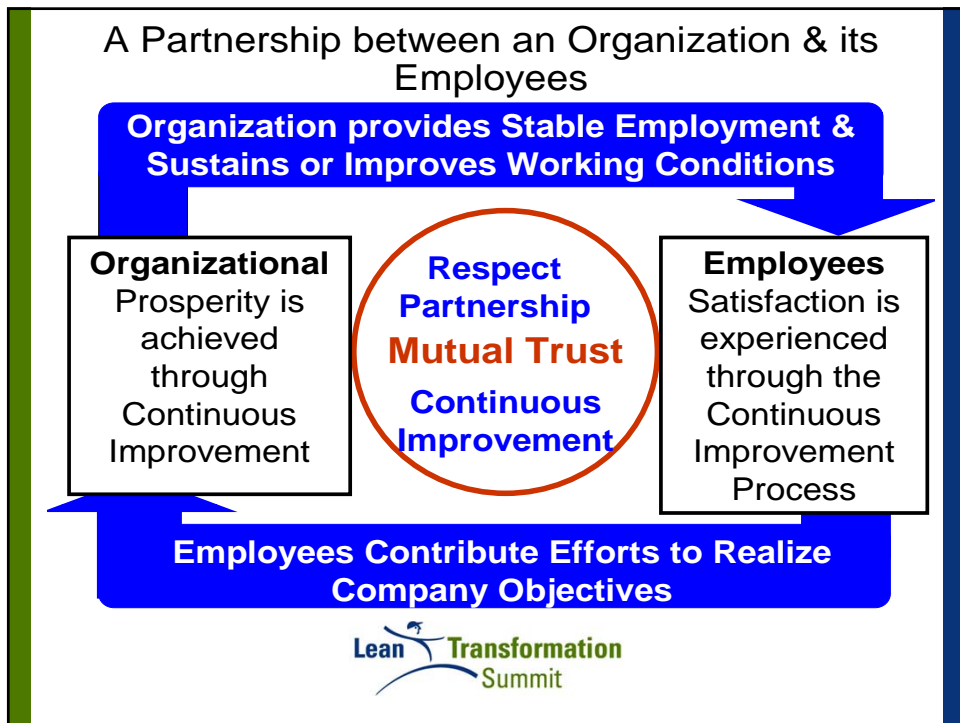 A Partnership between an Organization & its
Employees
Organization provides Stable Employment &
Sustains or Improves Working Conditions
Organizational
Prosperity is
achieved
through
Continuous
Improvement
Respect
Partnership
Mutual Trust
Continuous
Improvement
Employees
Satisfaction is
experienced
through the
Continuous
Improvement
Process
Employees Contribute Efforts to Realize
Company Objectives
Lean Transformation
Summit